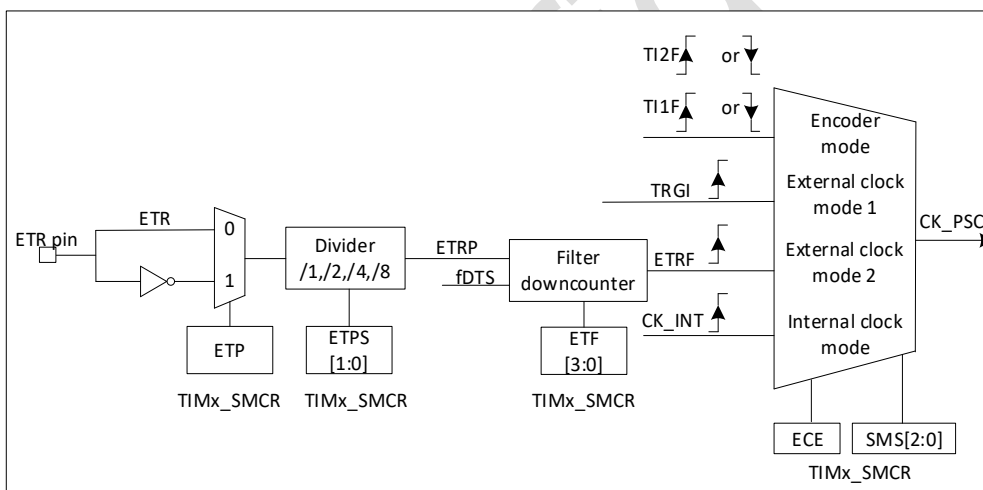 TI2F or
TI1F or
Encoder
mode
TRGI
External clock
mode 1
CK_PSC
ETR pin
ETR
0
1
Divider
/1,/2,/4,/8
ETRP
fDTS
Filter
downcounter
ETRF
External clock
mode 2
CK_INT
Internal clock
mode
ETP
ETPS
[1:0]
ETF
[3:0]
TIMx_SMCR
TIMx_SMCR
TIMx_SMCR
ECE
SMS[2:0]
TIMx_SMCR